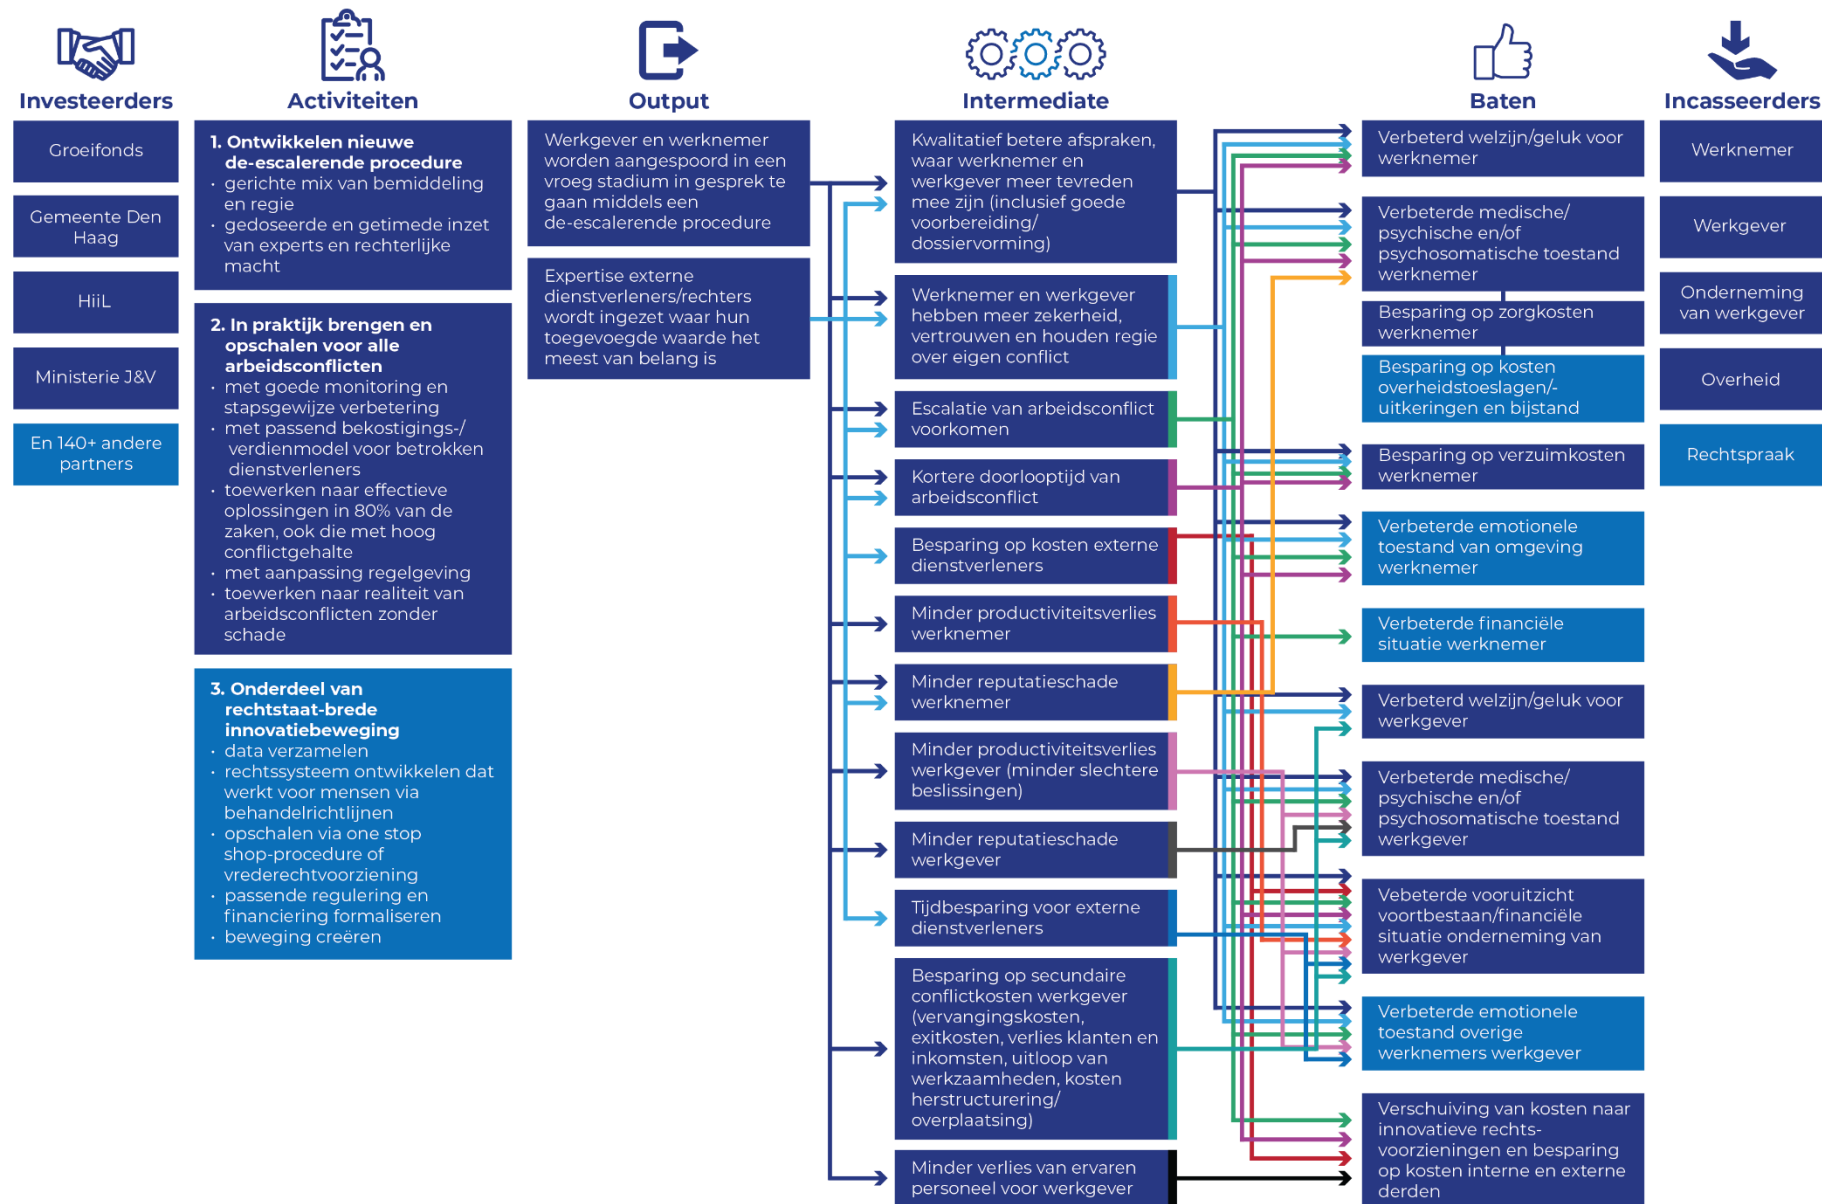 Investeerders
Groeifonds
Gemeente Den
Haag
HiiL
Ministerie J&V
En 140+ andere
partners
Activiteiten
1. Ontwikkelen nieuwe
de-escalerende procedure
· gerichte mix van bemiddeling
en regie
· gedoseerde en getimede inzet
van experts en rechterlijke
macht
2. In praktijk brengen en
opschalen voor alle
arbeidsconflicten
· met goede monitoring en
stapsgewijze verbetering
· met passend bekostigings-/
verdienmodel voor betrokken
dienstverleners
· toewerken naar effectieve
oplossingen in 80% van de
zaken, ook die met hoog
conflictgehalte
· met aanpassing regelgeving
· toewerken naar realiteit van
arbeidsconflicten zonder
schade
3. Onderdeel van
rechtstaat-brede
innovatiebeweging
· data verzamelen
· rechtssysteem ontwikkelen dat
werkt voor mensen via
behandelrichtlijnen
· opschalen via one stop
shop-procedure of
vrederechtvoorziening
· passende regulering en
financiering formaliseren
· beweging creëren
Output
Werkgever en werknemer
worden aangespoord in een
vroeg stadium in gesprek te
gaan middels een
de-escalerende procedure
Expertise externe
dienstverleners/rechters
wordt ingezet waar hun
toegevoegde waarde het
meest van belang is
Intermediate
Kwalitatief betere afspraken,
waar werknemer en
werkgever meer tevreden
mee zijn (inclusief goede
voorbereiding/
dossiervorming)
Werknemer en werkgever
hebben meer zekerheid,
vertrouwen en houden regie
over eigen conflict
Escalatie van arbeidsconflict
voorkomen
Kortere doorlooptijd van
arbeidsconflict
Besparing op kosten externe
dienstverleners
Minder productiviteitsverlies
werknemer
Minder reputatieschade
werknemer
Minder productiviteitsverlies
werkgever (minder slechtere
beslissingen)
Minder reputatieschade
werkgever
Tijdbesparing voor externe
dienstverleners
Besparing op secundaire
conflictkosten werkgever
(vervangingskosten,
exitkosten, verlies klanten en
inkomsten, uitloop van
werkzaamheden, kosten
herstructurering/
overplaatsing)
Minder verlies van ervaren
personeel voor werkgever
Baten
Verbeterd welzijn/geluk voor
werknemer
Verbeterde medische/
psychische en/of
psychosomatische toestand
werknemer
Besparing op zorgkosten
werknemer
Besparing op kosten
overheidstoeslagen/-
uitkeringen en bijstand
Besparing op verzuimkosten
werknemer
Verbeterde emotionele
toestand van omgeving
werknemer
Verbeterde financiële
situatie werknemer
Verbeterd welzijn/geluk voor
werkgever
Verbeterde medische/
psychische en/of
psychosomatische toestand
werkgever
Vebeterde vooruitzicht
voortbestaan/financiële
situatie onderneming van
werkgever
Verbeterde emotionele
toestand overige
werknemers werkgever
Verschuiving van kosten naar
innovatieve rechts-
voorzieningen en besparing
op kosten interne en externe
derden
Incasseerders
Werknemer
Werkgever
Onderneming
van werkgever
Overheid
Rechtspraak